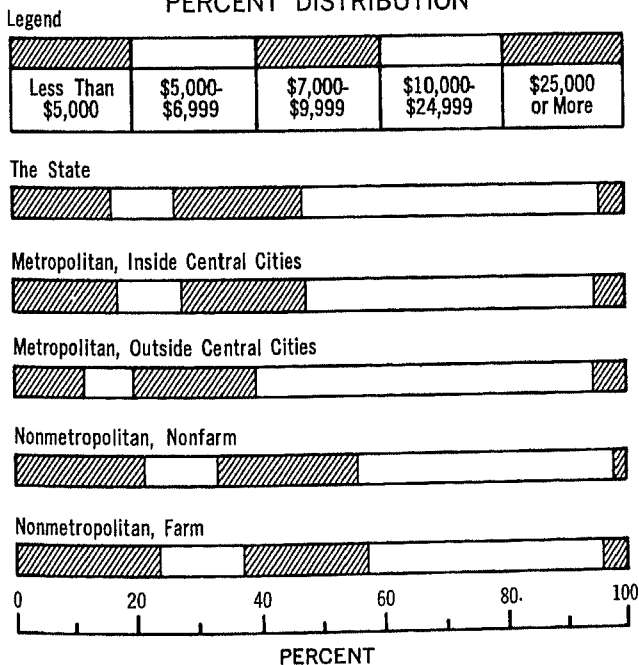 PERCENT DISTRIBUTION
Legend
Less Than $5,000
$5,000-
$6,999
$7,000-
$9,999
$10,000-
$24,999
$25,000
or More
The State
Metropolitan, Inside Central Cities
Metropolitan, Outside Central Cities
Nonmetropolitan, Nonfarm
Nonmetropolitan, Farm
0 20 40 60 80. 100
PERCENT